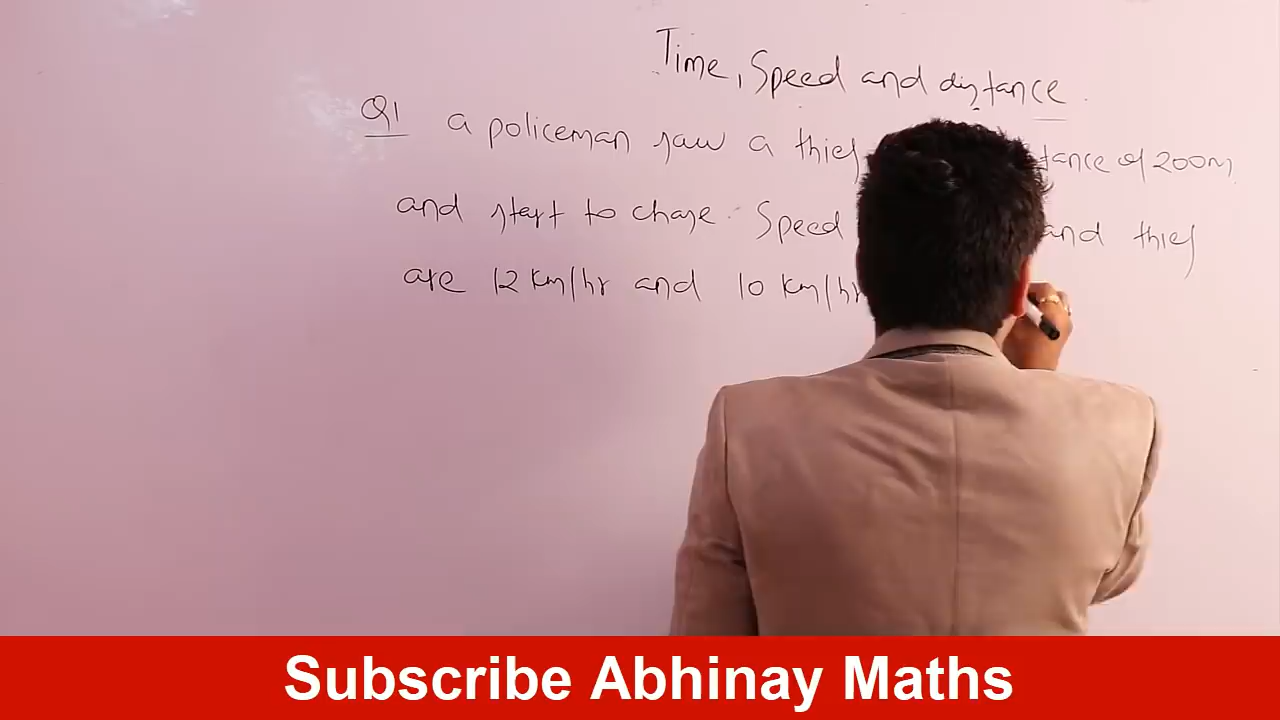 Time, Speed and distance
Q1 a policeman saw a thief tance of 200m
and start to chase. Speed and thief
are 12 km/hr and 10 km/hr
Subscribe Abhinay Maths